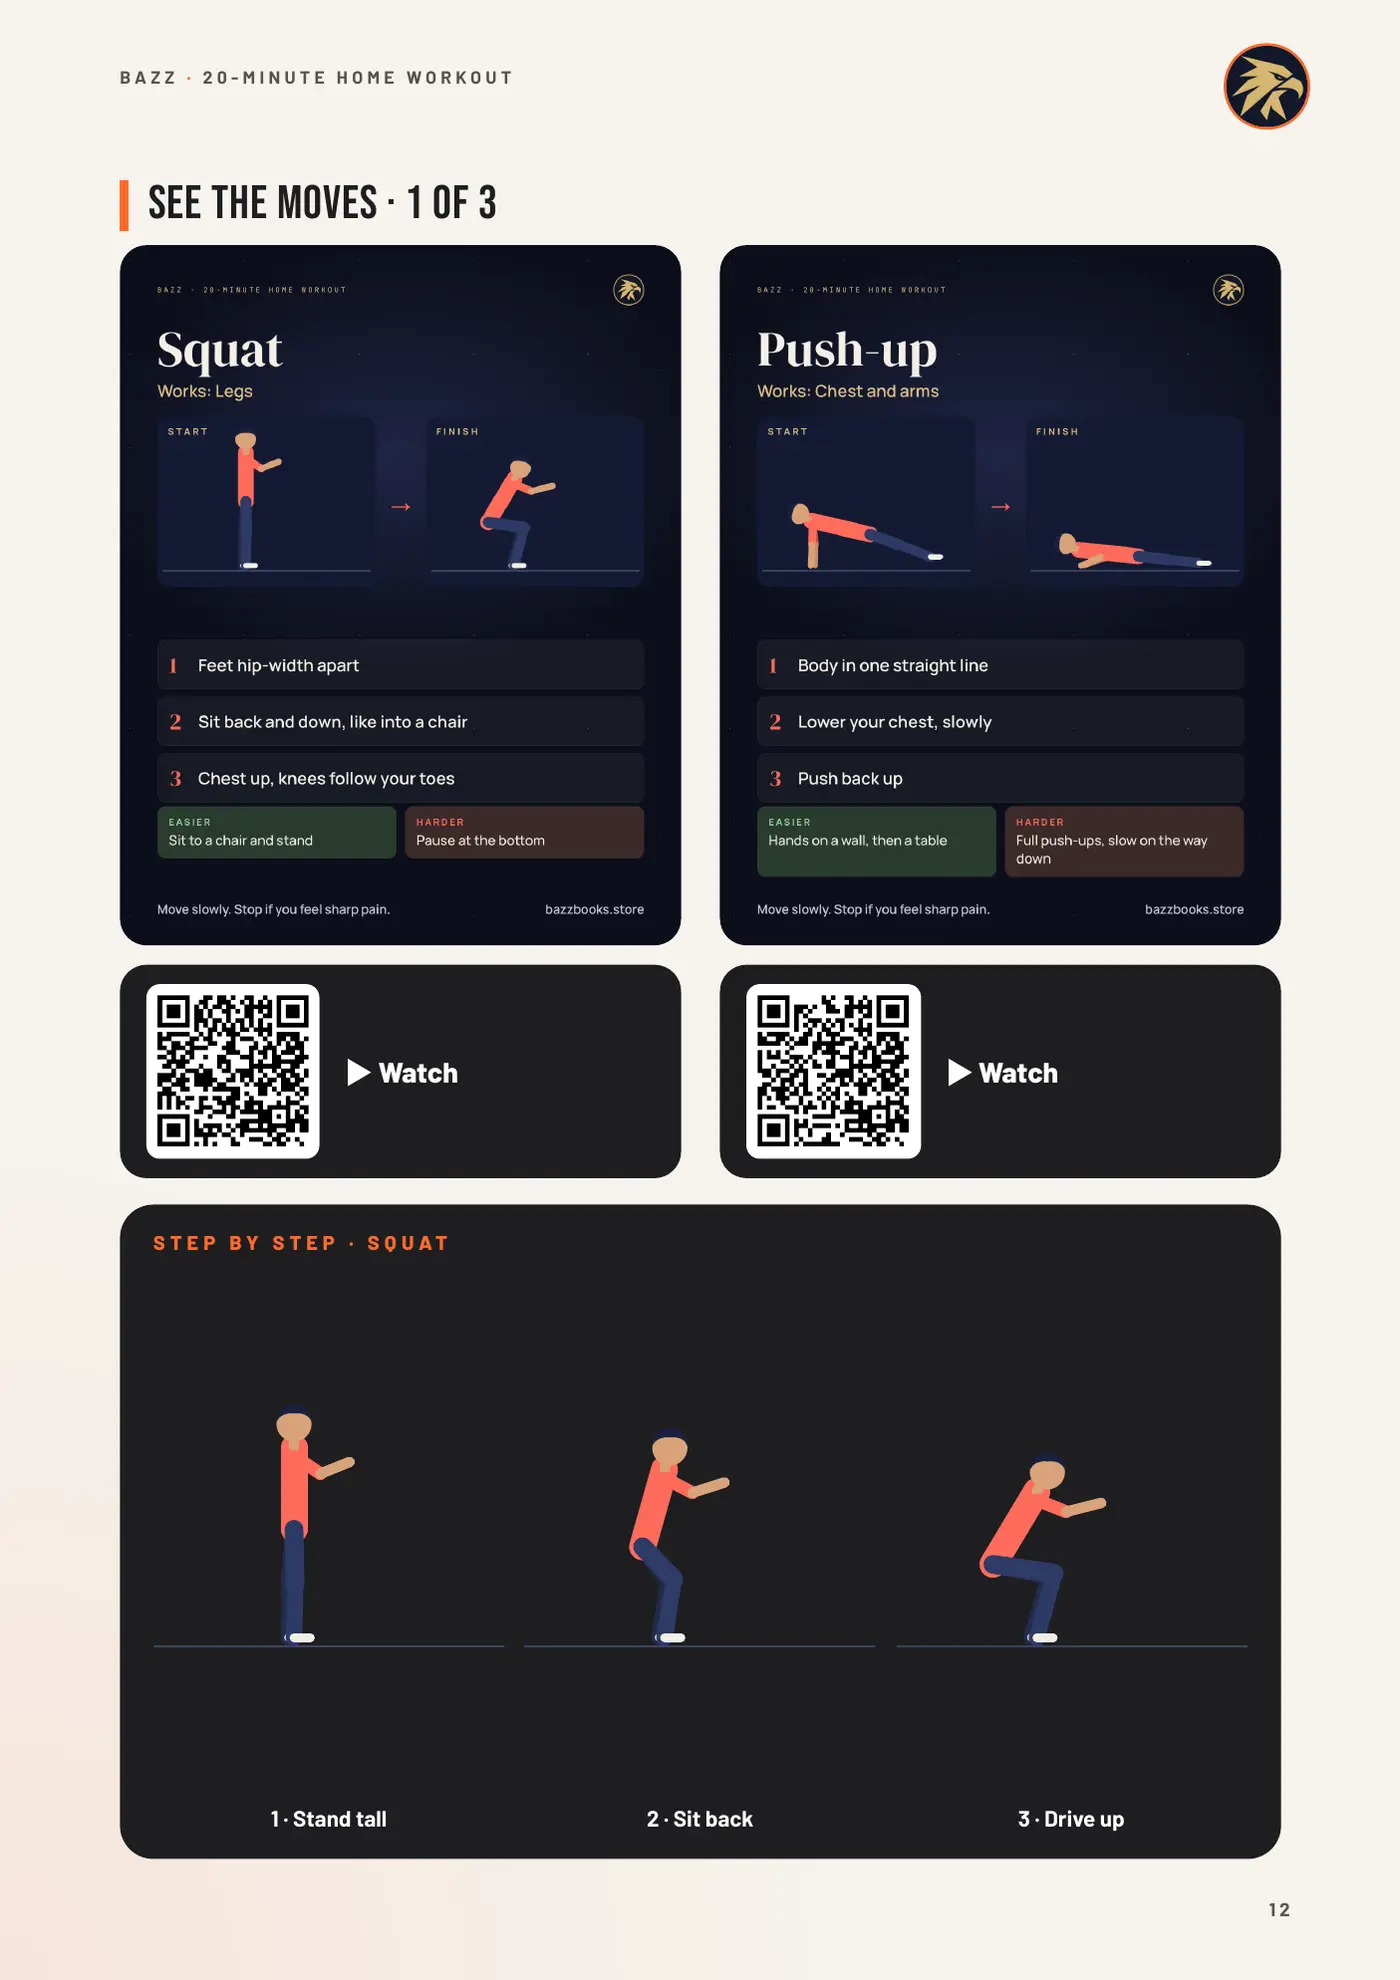 BAZZ · 20-MINUTE HOME WORKOUT
SEE THE MOVES · 1 OF 3
BAZZ · 20-MINUTE HOME WORKOUT
Squat
Works: Legs
START
FINISH
→
1 Feet hip-width apart
2 Sit back and down, like into a chair
3 Chest up, knees follow your toes
EASIER
Sit to a chair and stand
HARDER
Pause at the bottom
Move slowly. Stop if you feel sharp pain.
bazzbooks.store
BAZZ · 20-MINUTE HOME WORKOUT
Push-up
Works: Chest and arms
START
FINISH
→
1 Body in one straight line
2 Lower your chest, slowly
3 Push back up
EASIER
Hands on a wall, then a table
HARDER
Full push-ups, slow on the way
down
Move slowly. Stop if you feel sharp pain.
bazzbooks.store
▶ Watch
▶ Watch
STEP BY STEP · SQUAT
1 · Stand tall
2 · Sit back
3 · Drive up
12